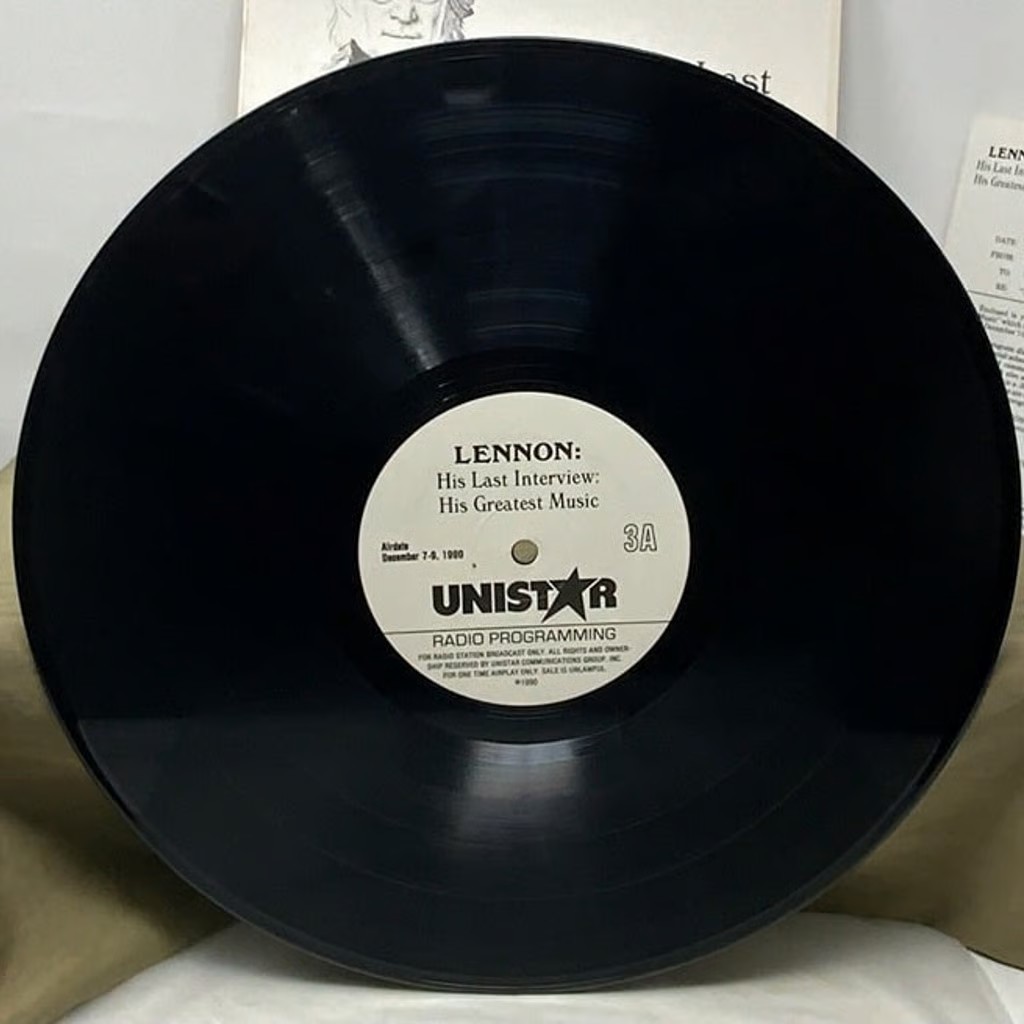 Last
LENNON:
His Last Interview:
His Greatest Music
3A
Airdate
December 7-9, 1990
UNISTAR
RADIO PROGRAMMING
FOR RADIO STATION BROADCAST ONLY. ALL RIGHTS AND OWNER-
SHIP RESERVED BY UNISTAR COMMUNICATIONS GROUP, INC.
FOR ONE TIME AIRPLAY ONLY. SALE IS UNLAWFUL.
℗1990
LENN
His Last In
His Greatest
DATE:
FROM:
TO:
RE: